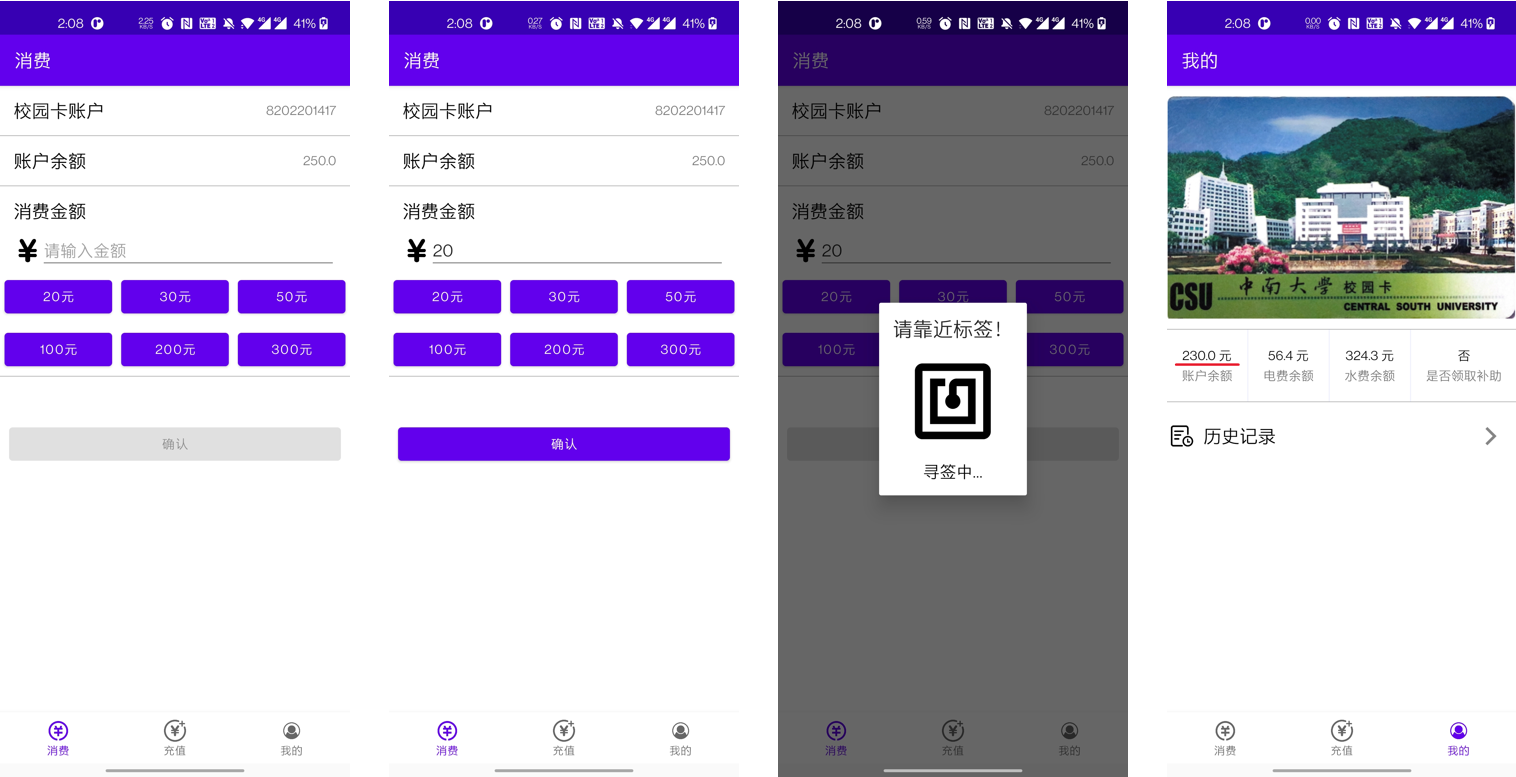 2:08 2.25 KB/S 4G 4G 41%
消费
校园卡账户 8202201417
账户余额 250.0
消费金额
¥ 请输入金额
20元 30元 50元
100元 200元 300元
确认
消费 充值 我的
2:08 0.27 KB/S 4G 4G 41%
消费
校园卡账户 8202201417
账户余额 250.0
消费金额
¥ 20
20元 30元 50元
100元 200元 300元
确认
消费 充值 我的
2:08 0.59 KB/S 4G 4G 41%
消费
校园卡账户 8202201417
账户余额 250.0
消费金额
¥ 20
20元 30元 50元
请靠近标签！
100元 300元
寻签中...
消费 充值 我的
2:08 0.00 KB/S 4G 4G 41%
我的
CSU 中南大学 校园卡
CENTRAL SOUTH UNIVERSITY
230.0 元 56.4 元 324.3 元 否
账户余额 电费余额 水费余额 是否领取补助
历史记录
消费 充值 我的